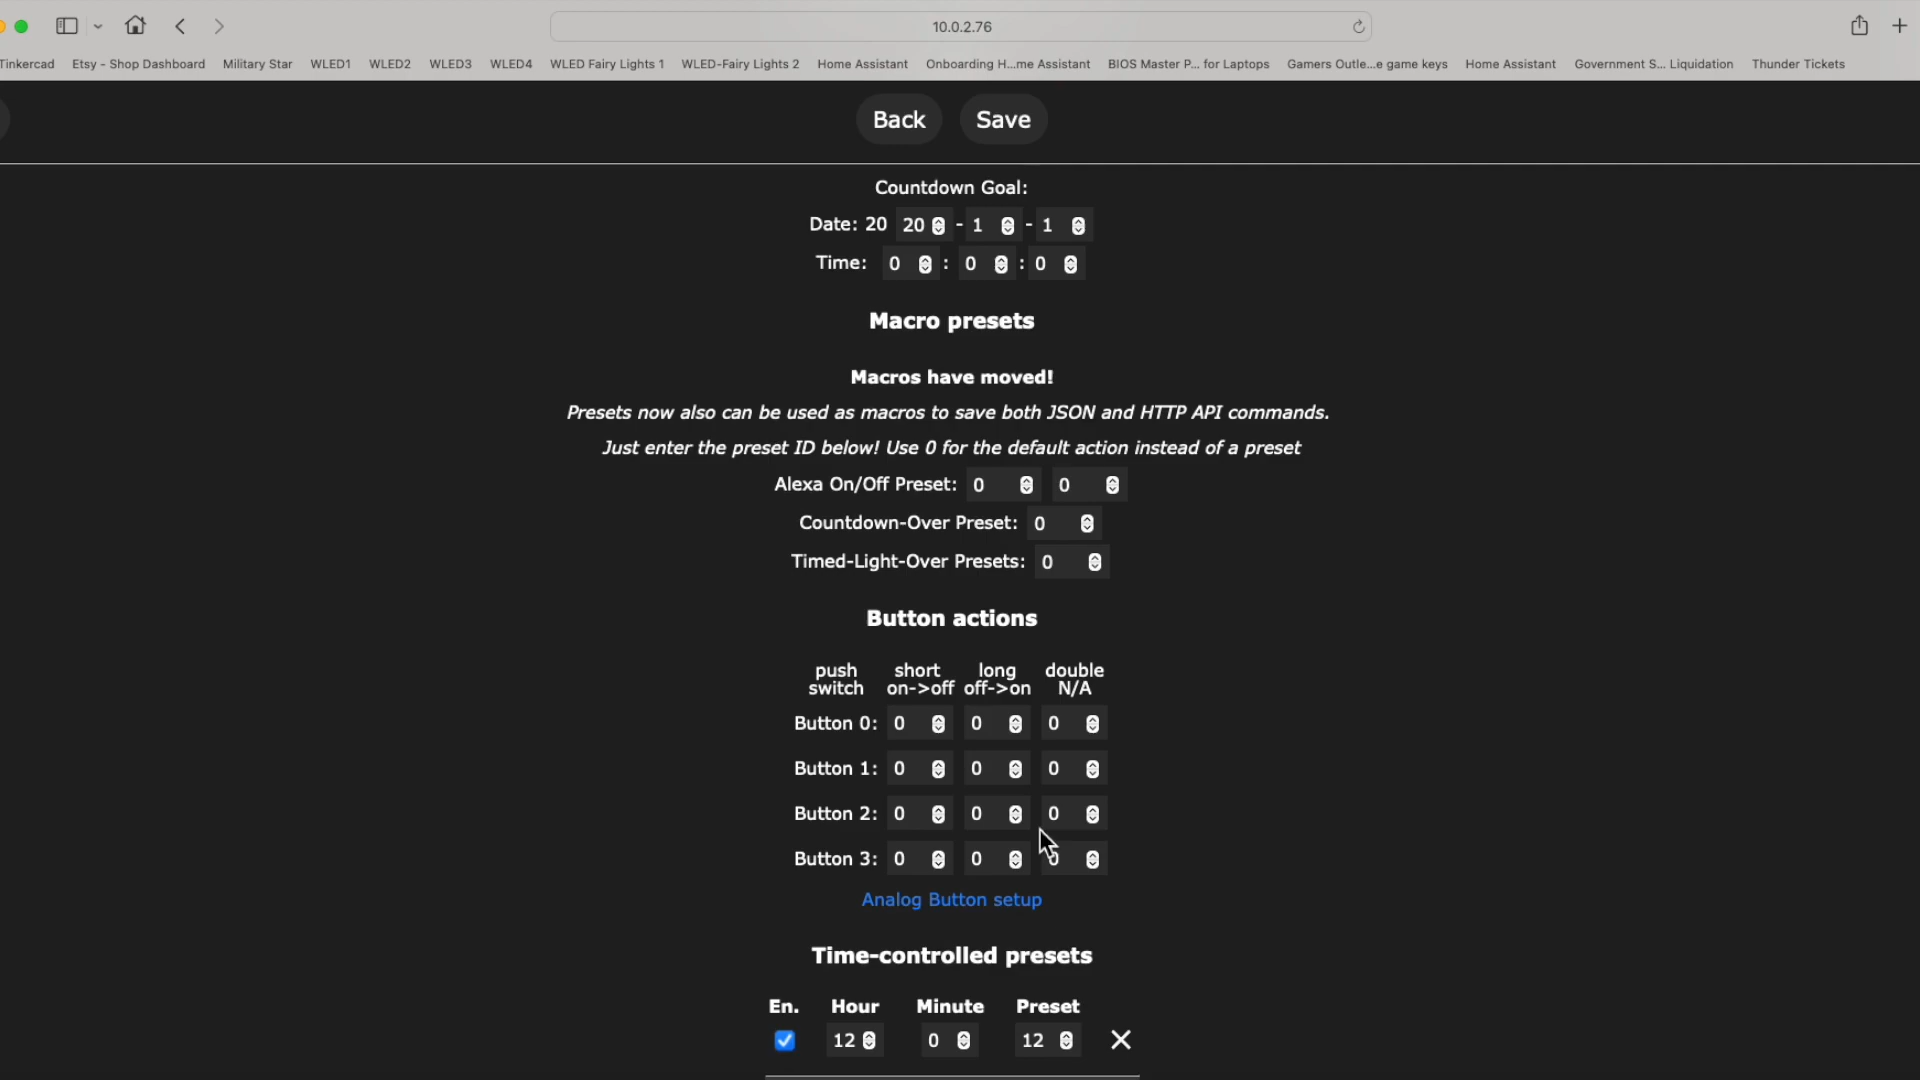 10.0.2.76
Tinkercad Etsy - Shop Dashboard Military Star WLED1 WLED2 WLED3 WLED4 WLED Fairy Lights 1 WLED-Fairy Lights 2 Home Assistant Onboarding H...me Assistant BIOS Master P... for Laptops Gamers Outle...e game keys Home Assistant Government S... Liquidation Thunder Tickets
Back Save
Countdown Goal:
Date: 20 20 - 1 - 1
Time: 0 : 0 : 0
Macro presets
Macros have moved!
Presets now also can be used as macros to save both JSON and HTTP API commands.
Just enter the preset ID below! Use 0 for the default action instead of a preset
Alexa On/Off Preset: 0 0
Countdown-Over Preset: 0
Timed-Light-Over Presets: 0
Button actions
push short long double
switch on->off off->on N/A
Button 0: 0 0 0
Button 1: 0 0 0
Button 2: 0 0 0
Button 3: 0 0 0
Analog Button setup
Time-controlled presets
En. Hour Minute Preset
12 0 12